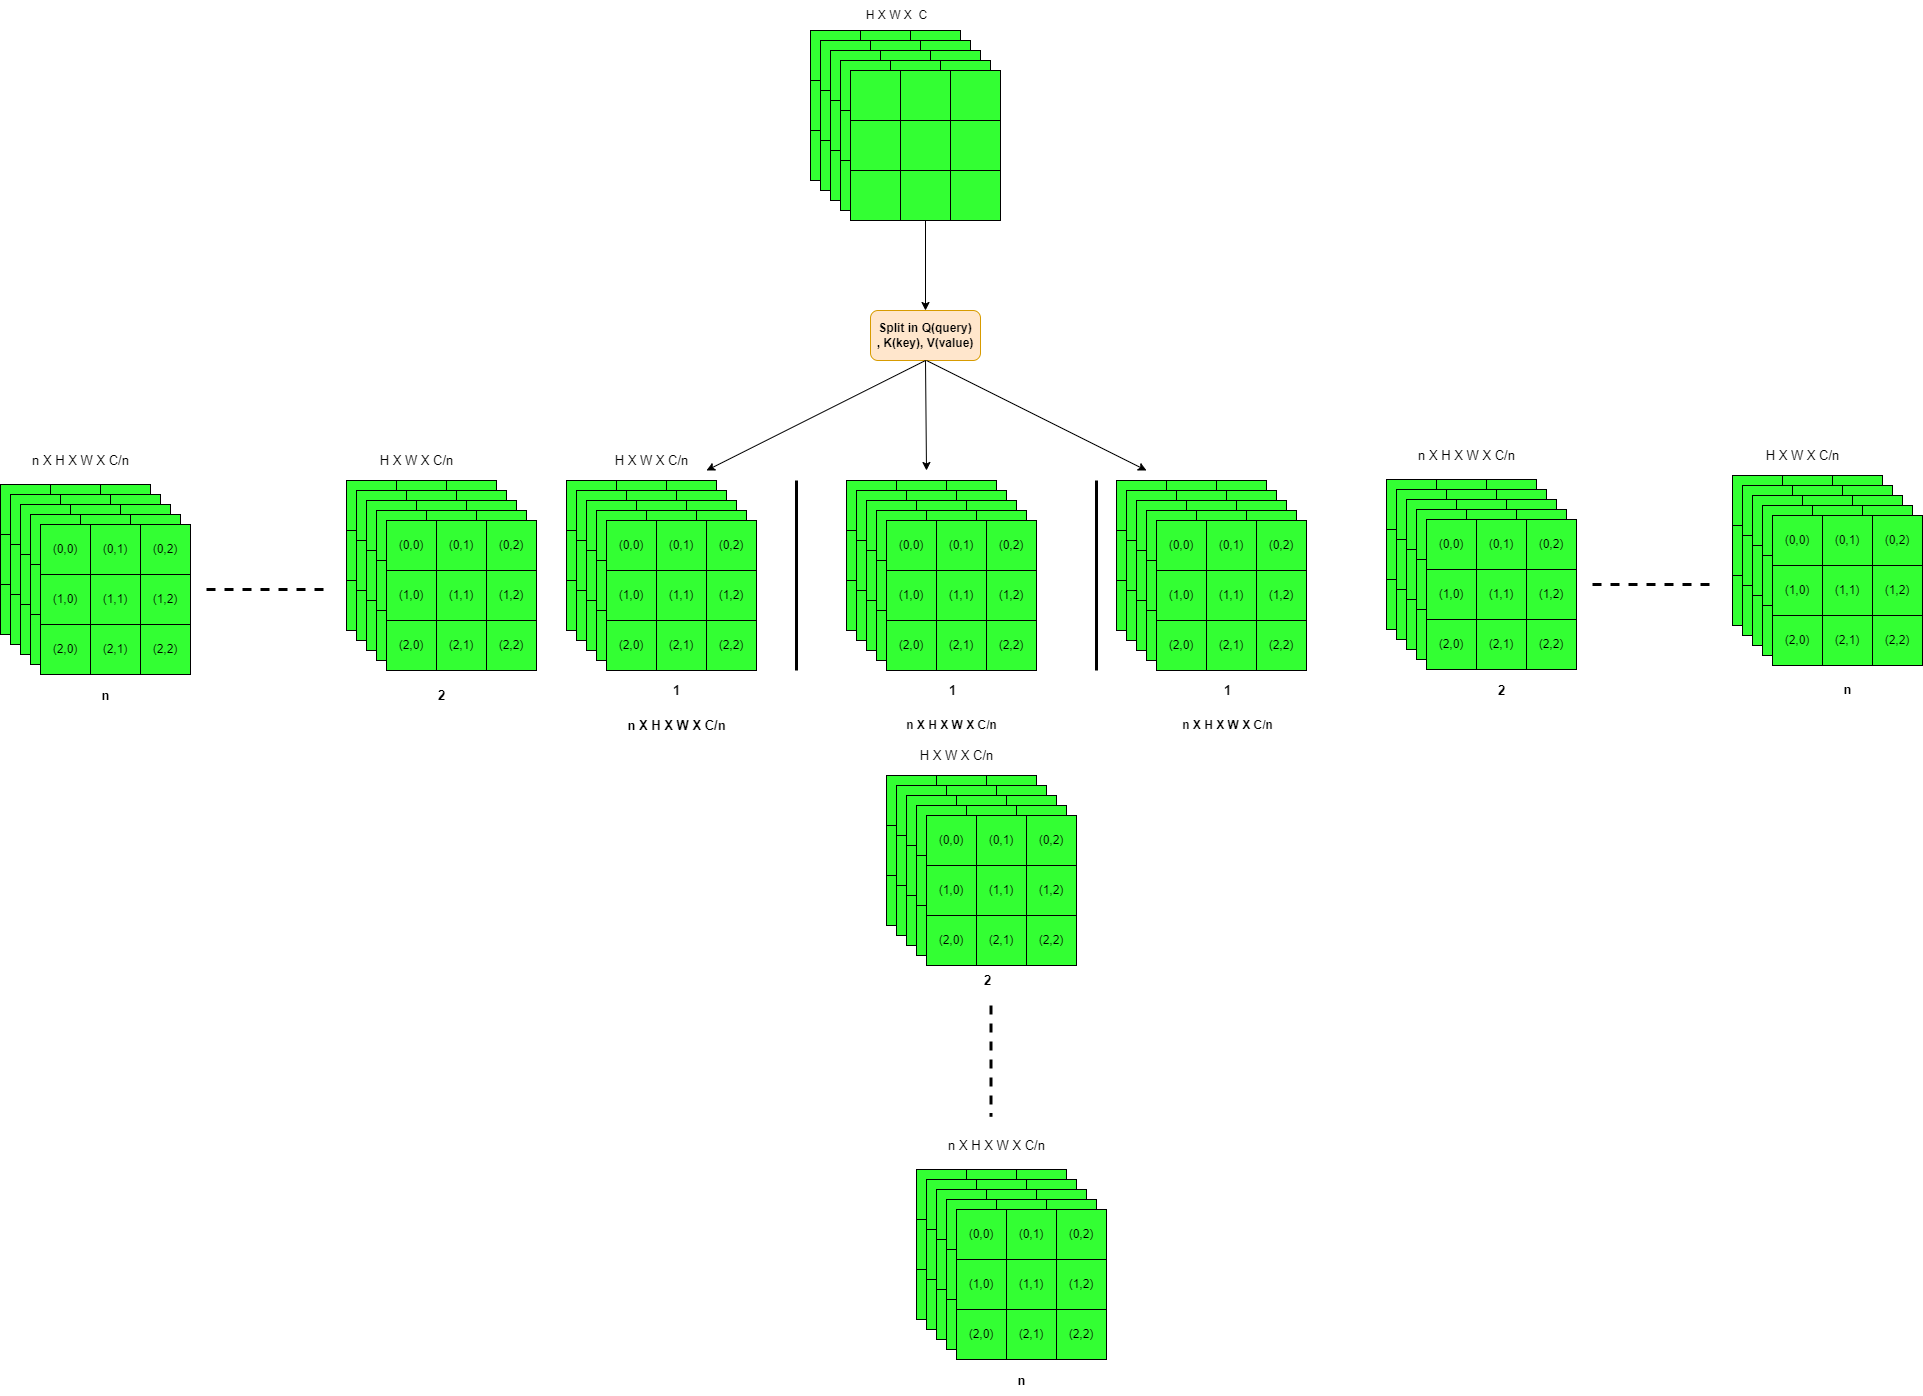 H X W X  C
Split in Q(query)
, K(key), V(value)
n X H X W X C/n
H X W X C/n
H X W X C/n
n X H X W X C/n
H X W X C/n
(0,0) (0,1) (0,2)
(1,0) (1,1) (1,2)
(2,0) (2,1) (2,2)
n
(0,0) (0,1) (0,2)
(1,0) (1,1) (1,2)
(2,0) (2,1) (2,2)
2
(0,0) (0,1) (0,2)
(1,0) (1,1) (1,2)
(2,0) (2,1) (2,2)
1
n X H X W X C/n
(0,0) (0,1) (0,2)
(1,0) (1,1) (1,2)
(2,0) (2,1) (2,2)
1
n X H X W X C/n
(0,0) (0,1) (0,2)
(1,0) (1,1) (1,2)
(2,0) (2,1) (2,2)
1
n X H X W X C/n
(0,0) (0,1) (0,2)
(1,0) (1,1) (1,2)
(2,0) (2,1) (2,2)
2
(0,0) (0,1) (0,2)
(1,0) (1,1) (1,2)
(2,0) (2,1) (2,2)
n
H X W X C/n
(0,0) (0,1) (0,2)
(1,0) (1,1) (1,2)
(2,0) (2,1) (2,2)
2
n X H X W X C/n
(0,0) (0,1) (0,2)
(1,0) (1,1) (1,2)
(2,0) (2,1) (2,2)
n